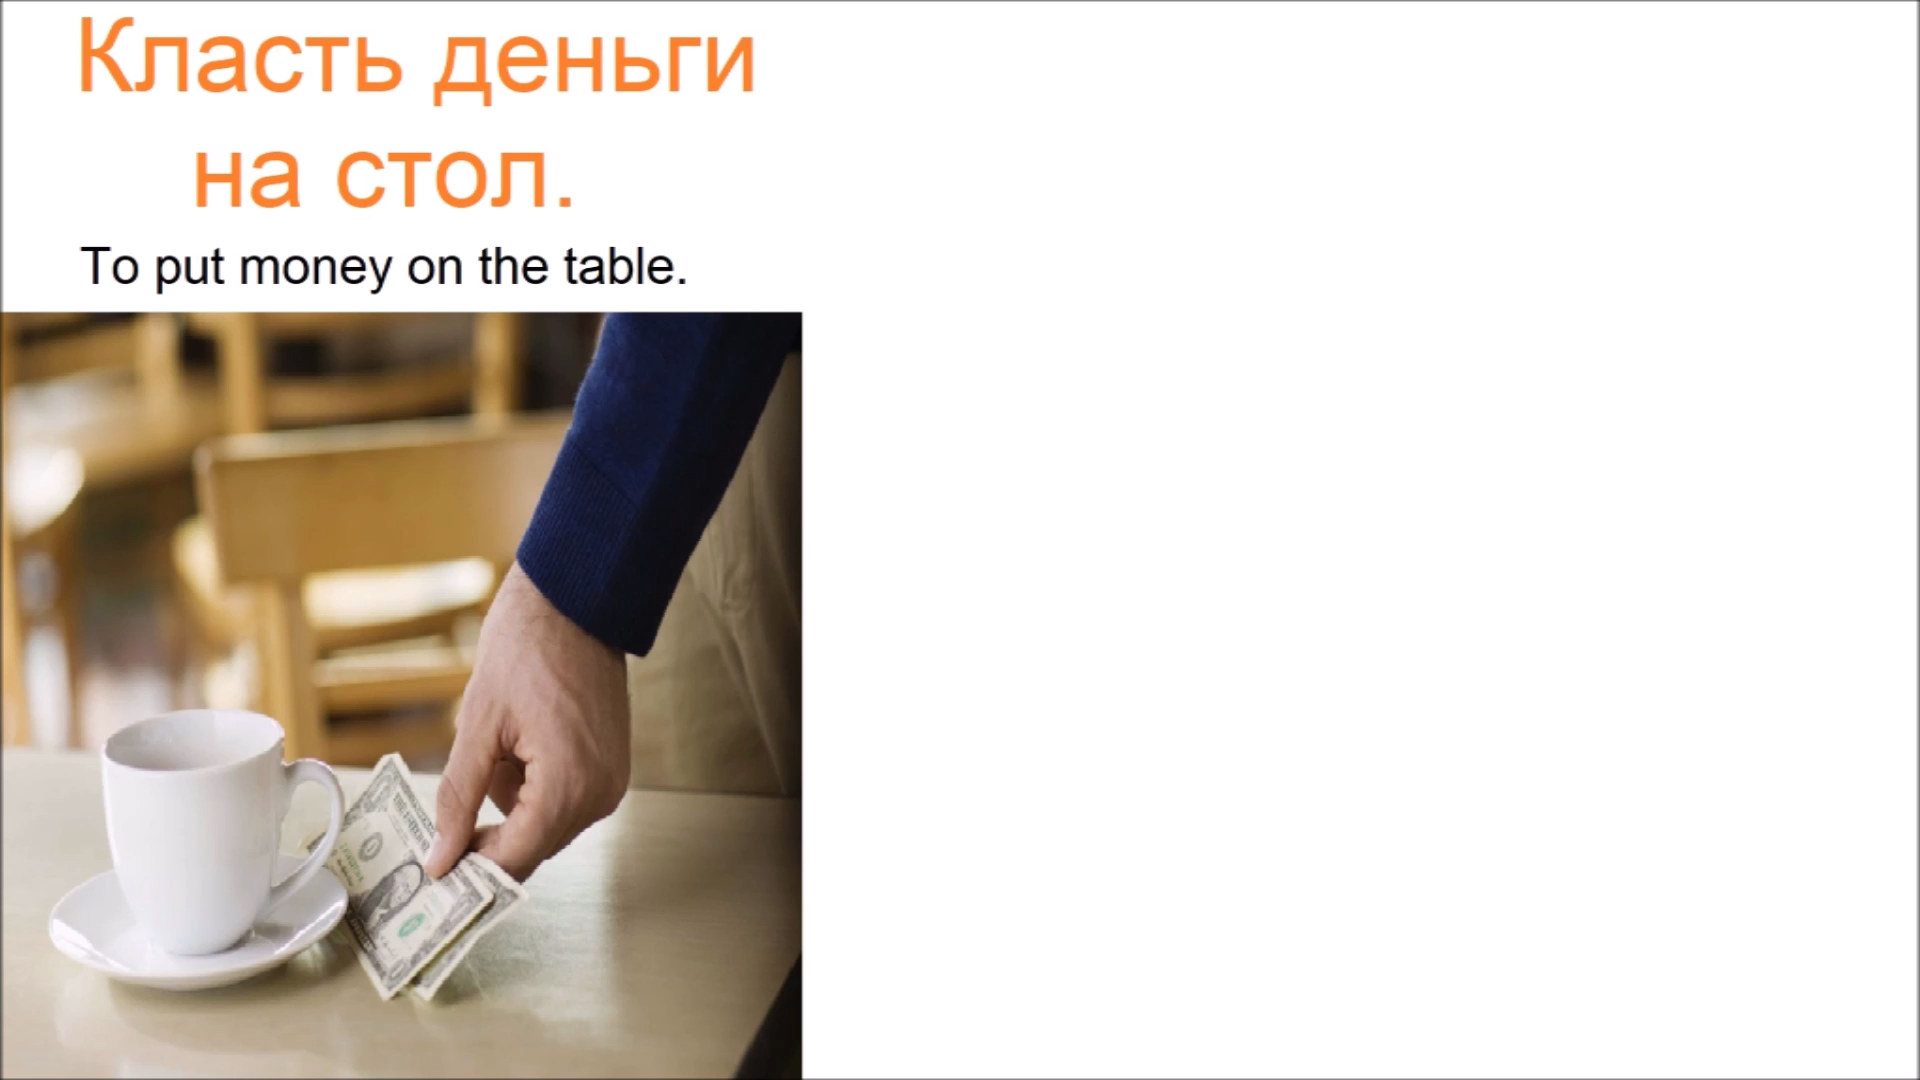 Класть деньги
на стол.
To put money on the table.